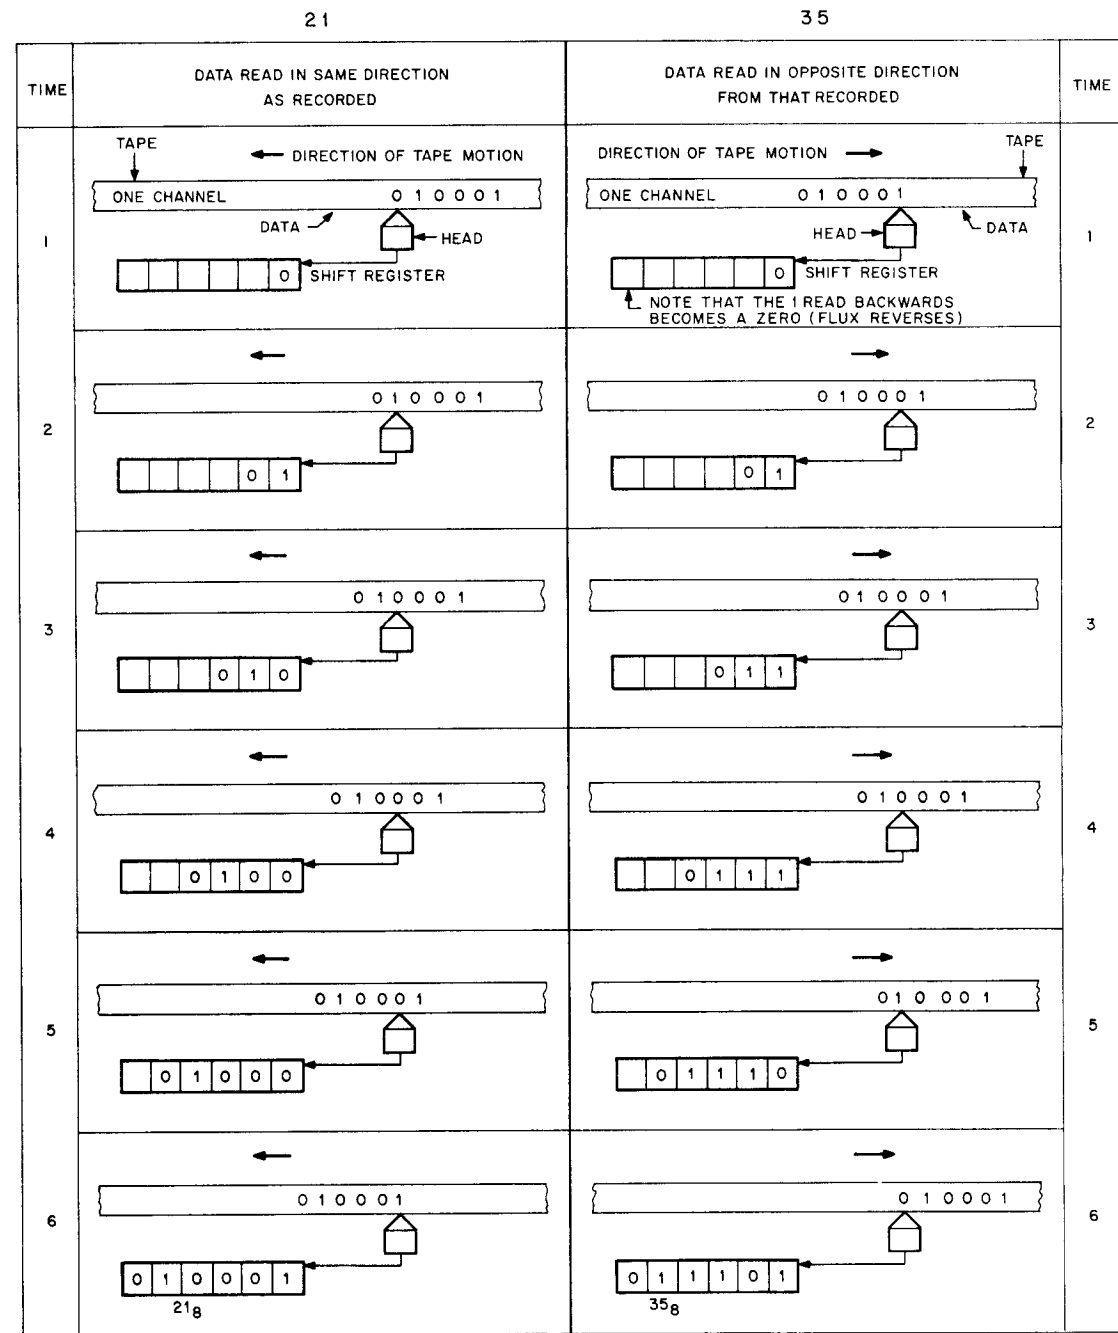 21 35
TIME
DATA READ IN SAME DIRECTION
AS RECORDED
DATA READ IN OPPOSITE DIRECTION
FROM THAT RECORDED
TIME
1
TAPE
DIRECTION OF TAPE MOTION
ONE CHANNEL 0 1 0 0 0 1
DATA
HEAD
0 SHIFT REGISTER
TAPE
DIRECTION OF TAPE MOTION
ONE CHANNEL 0 1 0 0 0 1
HEAD
DATA
0 SHIFT REGISTER
NOTE THAT THE 1 READ BACKWARDS
BECOMES A ZERO (FLUX REVERSES)
1
2
0 1 0 0 0 1
0 1
0 1 0 0 0 1
0 1
2
3
0 1 0 0 0 1
0 1 0
0 1 0 0 0 1
0 1 1
3
4
0 1 0 0 0 1
0 1 0 0
0 1 0 0 0 1
0 1 1 1
4
5
0 1 0 0 0 1
0 1 0 0 0
0 1 0 0 0 1
0 1 1 1 0
5
6
0 1 0 0 0 1
0 1 0 0 0 1
21₈
0 1 0 0 0 1
0 1 1 1 0 1
35₈
6